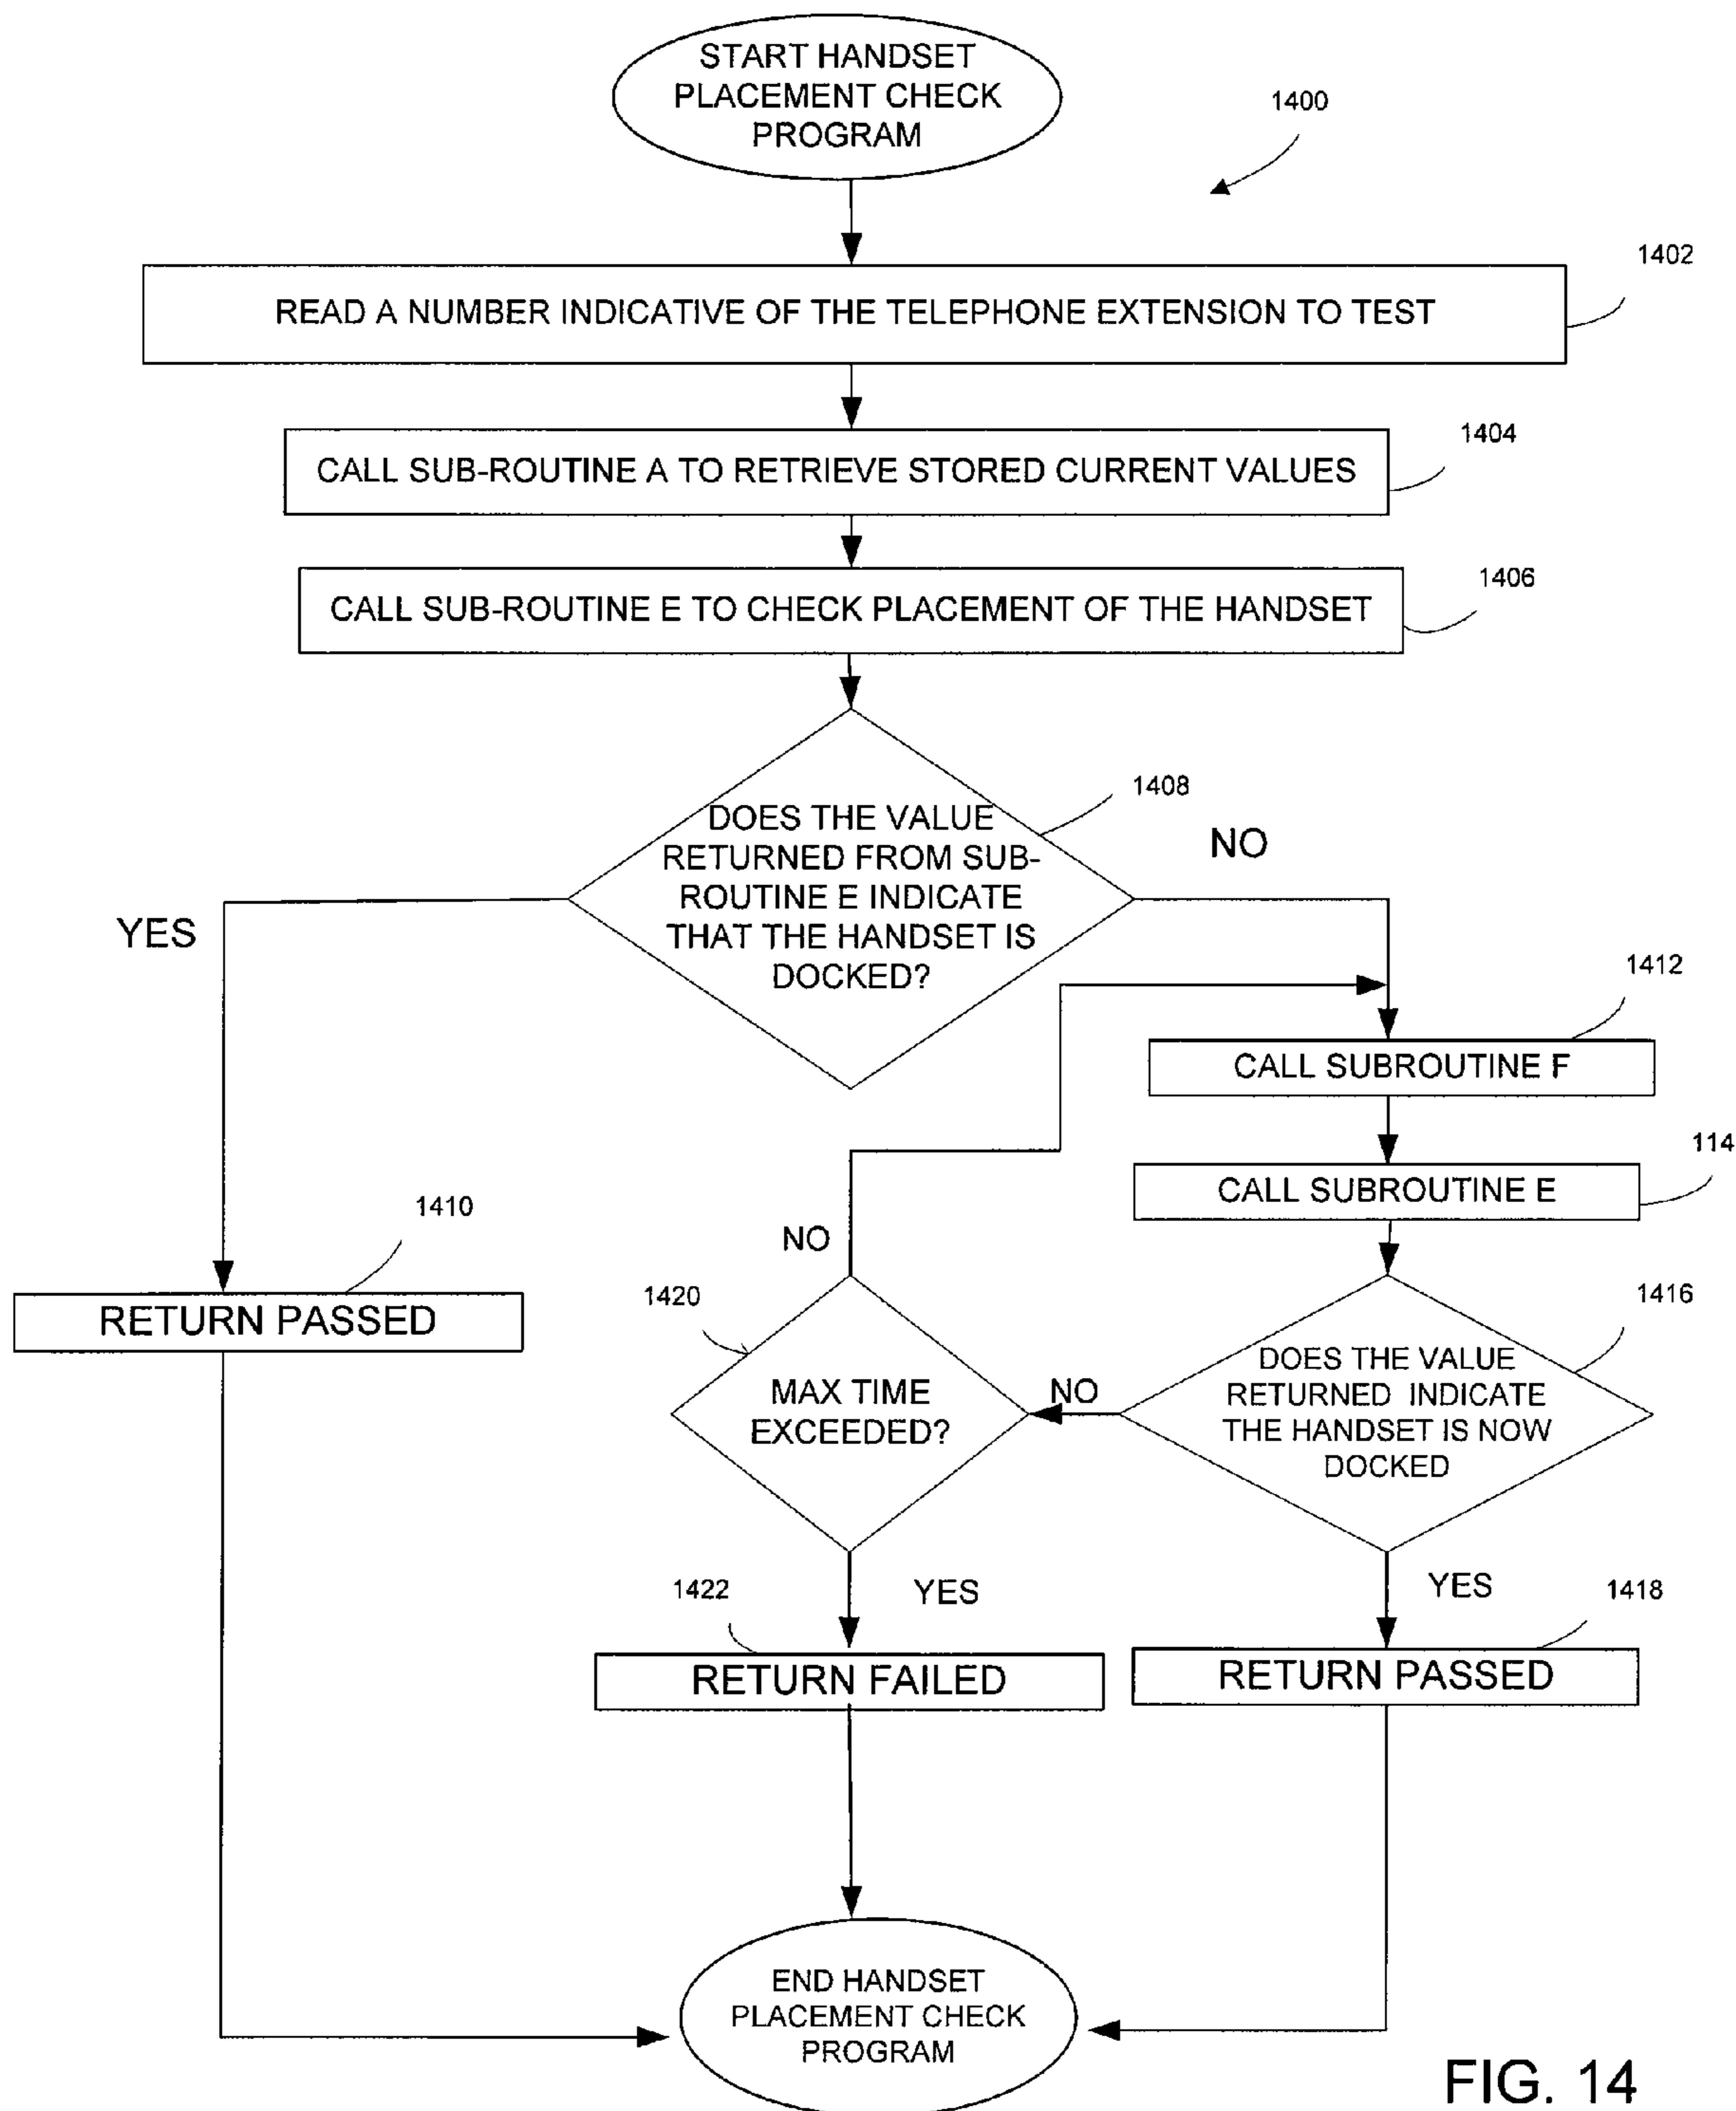 START HANDSET
PLACEMENT CHECK
PROGRAM
1400
1402
READ A NUMBER INDICATIVE OF THE TELEPHONE EXTENSION TO TEST
1404
CALL SUB-ROUTINE A TO RETRIEVE STORED CURRENT VALUES
1406
CALL SUB-ROUTINE E TO CHECK PLACEMENT OF THE HANDSET
1408
DOES THE VALUE
RETURNED FROM SUB-
ROUTINE E INDICATE
THAT THE HANDSET IS
DOCKED?
NO
YES
1412
CALL SUBROUTINE F
114
CALL SUBROUTINE E
1410
RETURN PASSED
NO
1420
MAX TIME
EXCEEDED?
NO
1416
DOES THE VALUE
RETURNED INDICATE
THE HANDSET IS NOW
DOCKED
YES
1422
RETURN FAILED
YES
1418
RETURN PASSED
END HANDSET
PLACEMENT CHECK
PROGRAM
FIG. 14